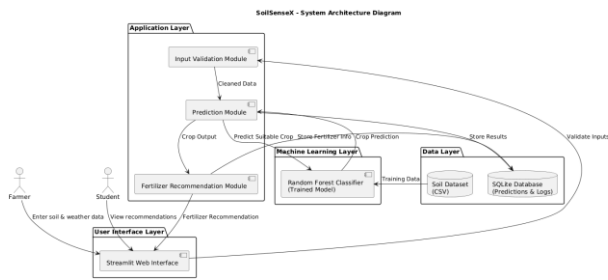 SoilSenseX - System Architecture Diagram
Application Layer
Input Validation Module
Cleaned Data
Prediction Module
Crop Output
Predict Suitable Crop
Store Fertilizer Info
Crop Prediction
Store Results
Validate Inputs
Machine Learning Layer
Data Layer
Fertilizer Recommendation Module
Random Forest Classifier
(Trained Model)
Training Data
Soil Dataset
(CSV)
SQLite Database
(Predictions & Logs)
Farmer
Student
Enter soil & weather data
View recommendations
Fertilizer Recommendation
User Interface Layer
Streamlit Web Interface